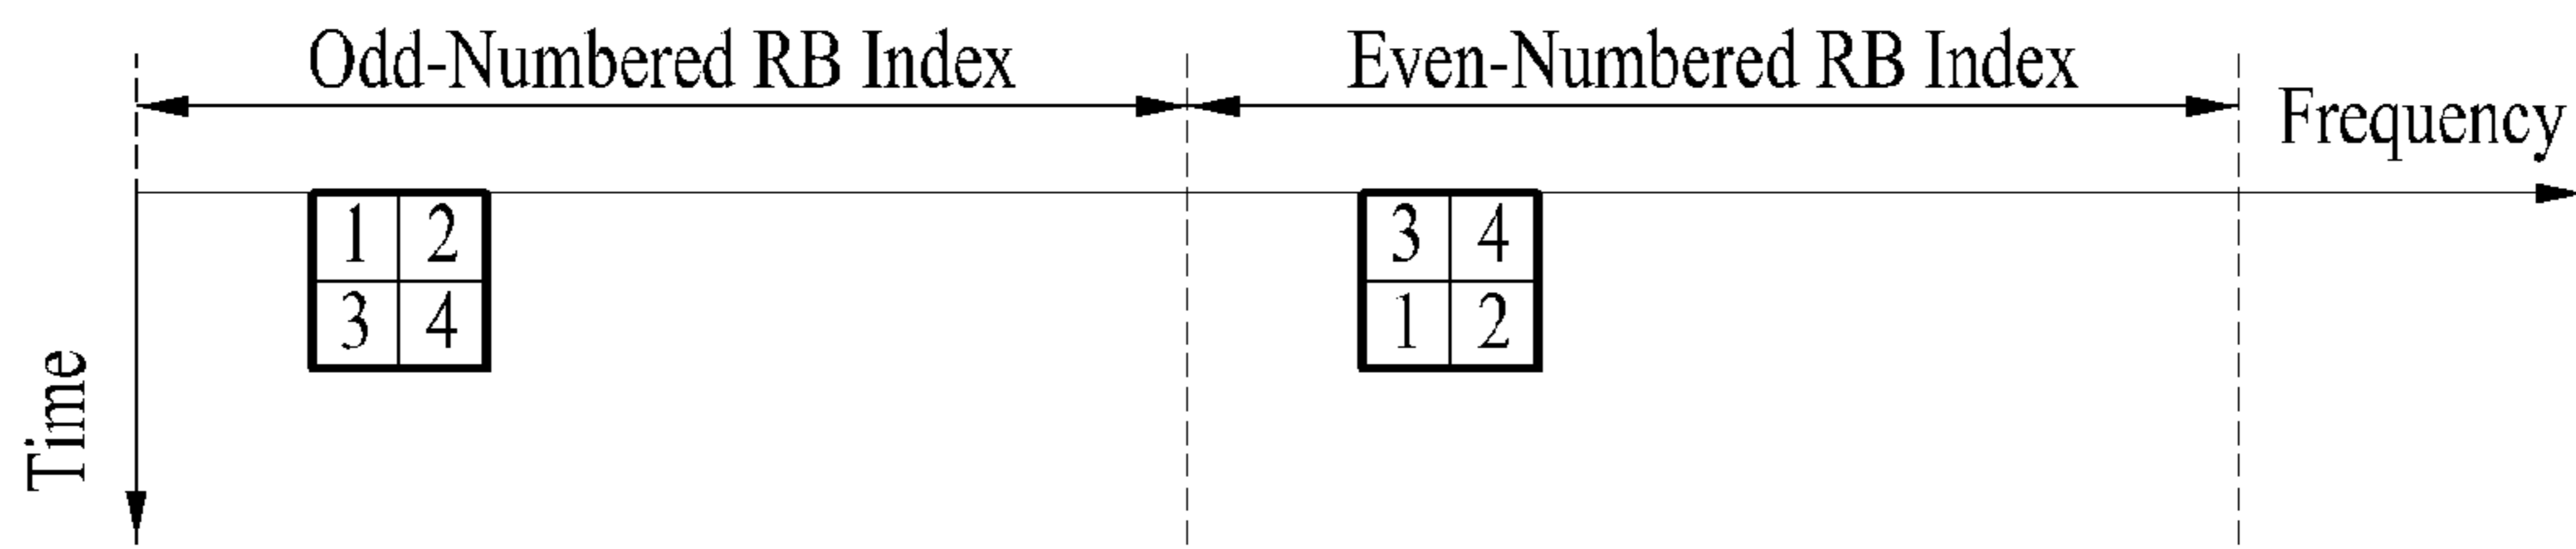 Odd-Numbered RB Index
Even-Numbered RB Index
Frequency
1 2
3 4
3 4
1 2
Time